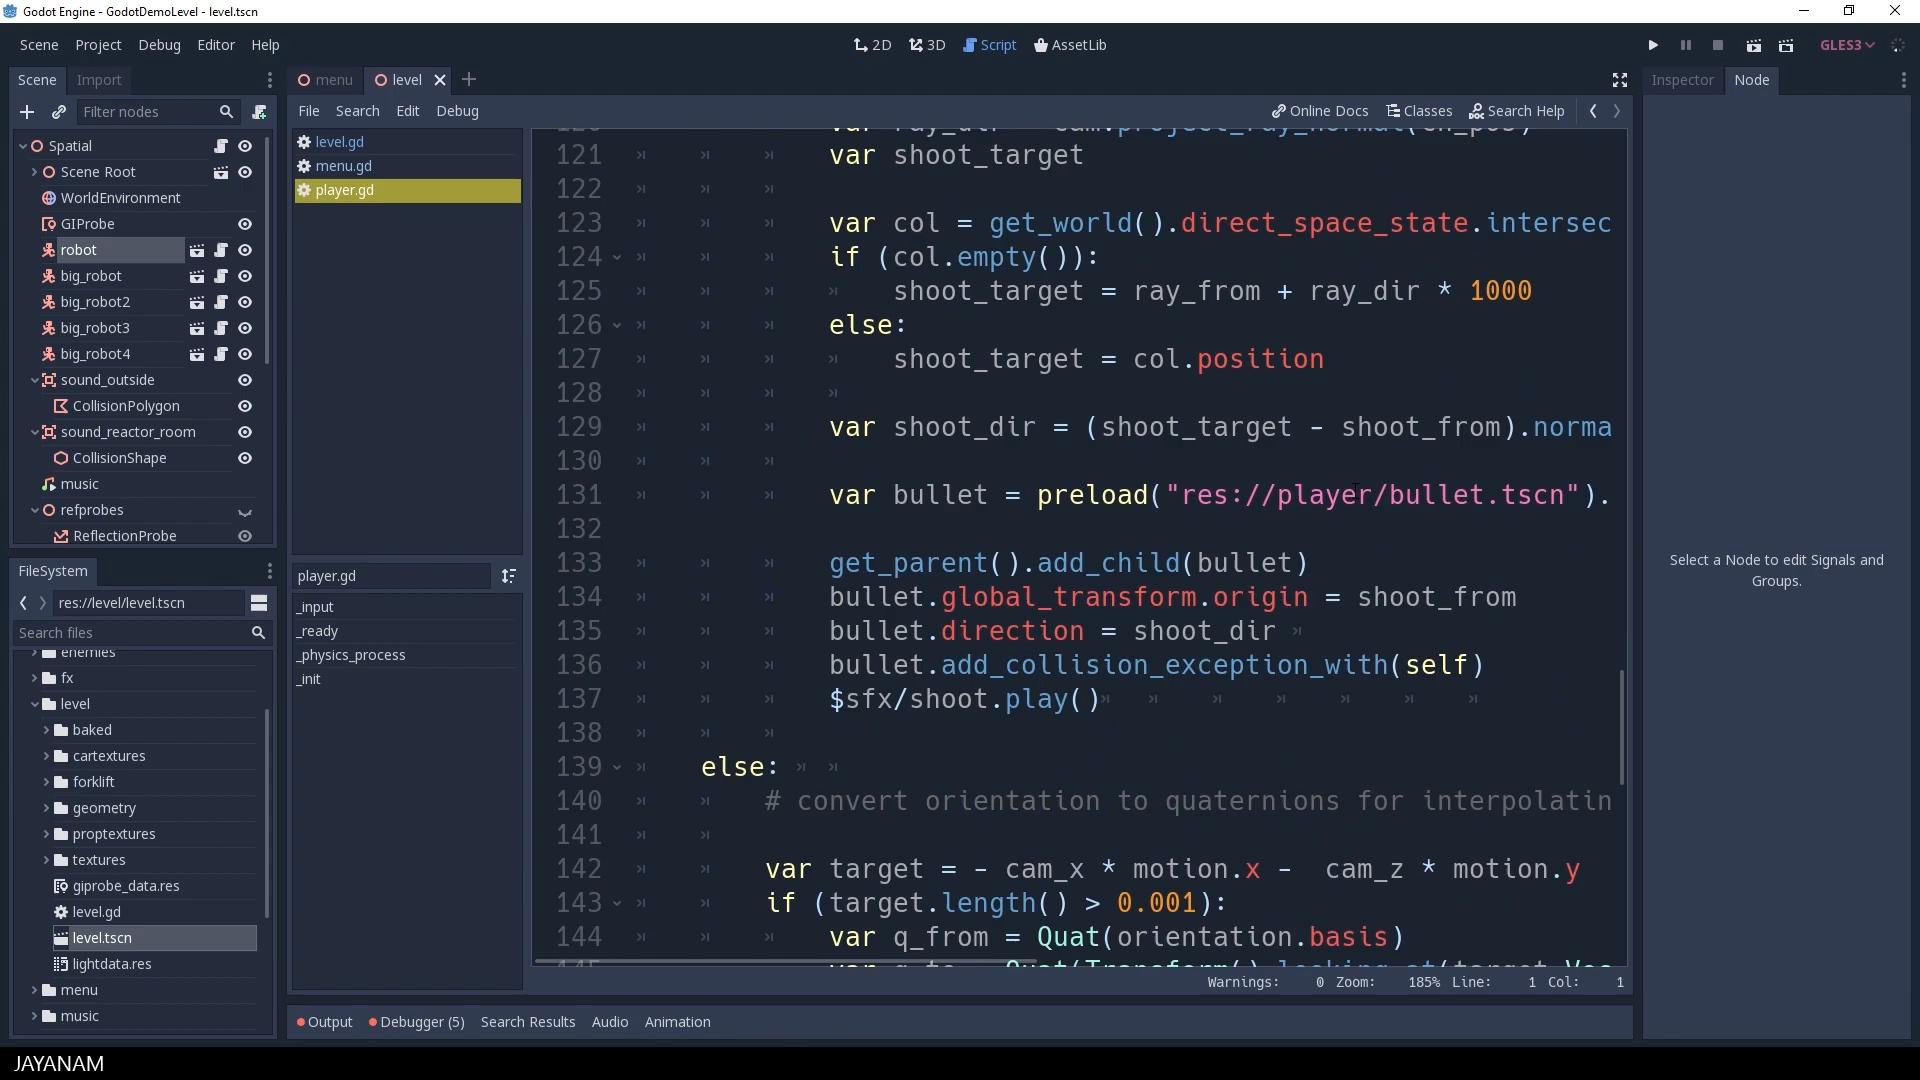 Godot Engine - GodotDemoLevel - level.tscn
Scene Project Debug Editor Help
2D 3D Script AssetLib
GLES3
Scene Import
menu level
Inspector Node
Filter nodes
File Search Edit Debug
Online Docs Classes Search Help
Spatial
Scene Root
WorldEnvironment
GIProbe
robot
big_robot
big_robot2
big_robot3
big_robot4
sound_outside
CollisionPolygon
sound_reactor_room
CollisionShape
music
refprobes
ReflectionProbe
level.gd
menu.gd
player.gd
player.gd
_input
_ready
_physics_process
_init
121 var shoot_target
122
123 var col = get_world().direct_space_state.intersec
124 if (col.empty()):
125 shoot_target = ray_from + ray_dir * 1000
126 else:
127 shoot_target = col.position
128
129 var shoot_dir = (shoot_target - shoot_from).norma
130
131 var bullet = preload("res://player/bullet.tscn").
132
133 get_parent().add_child(bullet)
134 bullet.global_transform.origin = shoot_from
135 bullet.direction = shoot_dir
136 bullet.add_collision_exception_with(self)
137 $sfx/shoot.play()
138
139 else:
140 # convert orientation to quaternions for interpolatin
141
142 var target = - cam_x * motion.x - cam_z * motion.y
143 if (target.length() > 0.001):
144 var q_from = Quat(orientation.basis)
Warnings: 0 Zoom: 185% Line: 1 Col: 1
Select a Node to edit Signals and
Groups.
FileSystem
res://level/level.tscn
Search files
enemies
fx
level
baked
cartextures
forklift
geometry
proptextures
textures
giprobe_data.res
level.gd
level.tscn
lightdata.res
menu
music
Output Debugger (5) Search Results Audio Animation
JAYANAM